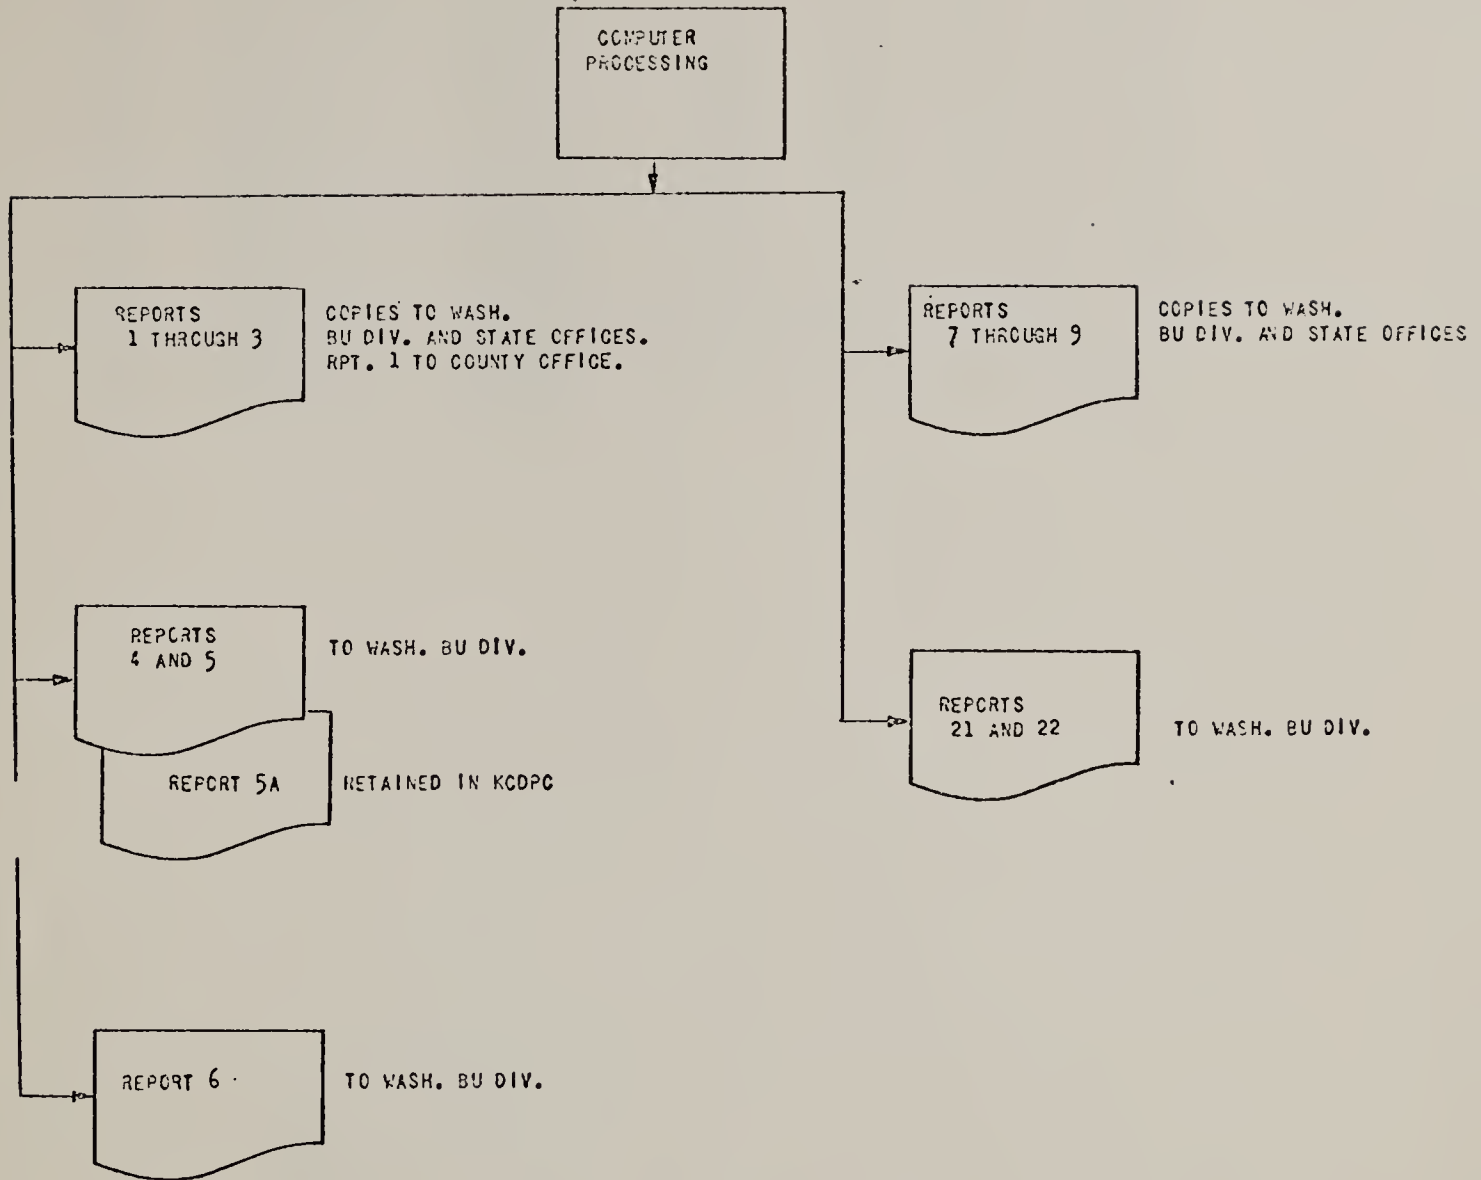 COMPUTER
PROCESSING
REPORTS
1 THROUGH 3
COPIES TO WASH.
BU DIV. AND STATE OFFICES.
RPT. 1 TO COUNTY OFFICE.
REPORTS
7 THROUGH 9
COPIES TO WASH.
BU DIV. AND STATE OFFICES
REPORTS
4 AND 5
TO WASH. BU DIV.
REPORT 5A
RETAINED IN KCDPC
REPORTS
21 AND 22
TO WASH. BU DIV.
REPORT 6
TO WASH. BU DIV.